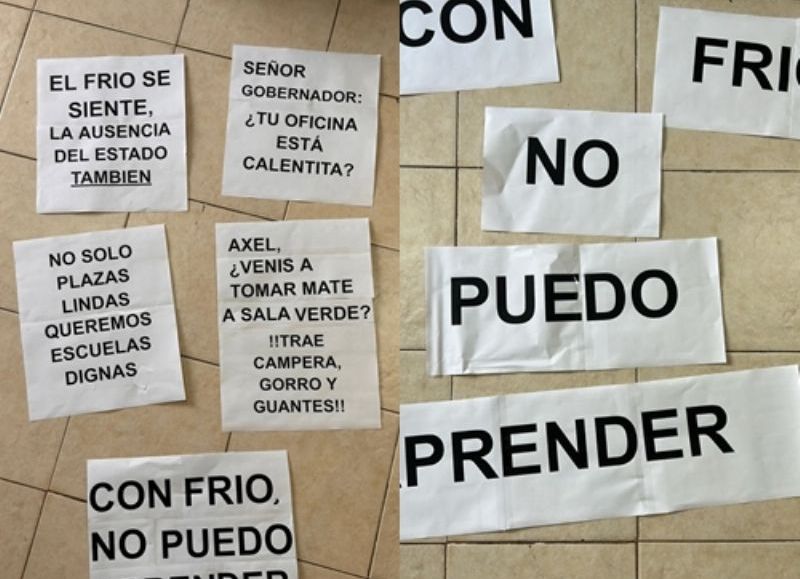 EL FRIO SE
SIENTE,
LA AUSENCIA
DEL ESTADO
TAMBIEN
SEÑOR
GOBERNADOR:
¿TU OFICINA
ESTÁ
CALENTITA?
NO SOLO
PLAZAS
LINDAS
QUEREMOS
ESCUELAS
DIGNAS
AXEL,
¿VENIS A
TOMAR MATE
A SALA VERDE?
!!TRAE
CAMPERA,
GORRO Y
GUANTES!!
CON FRIO,
NO PUEDO
PRENDER
CON
FRIO
NO
PUEDO
PRENDER